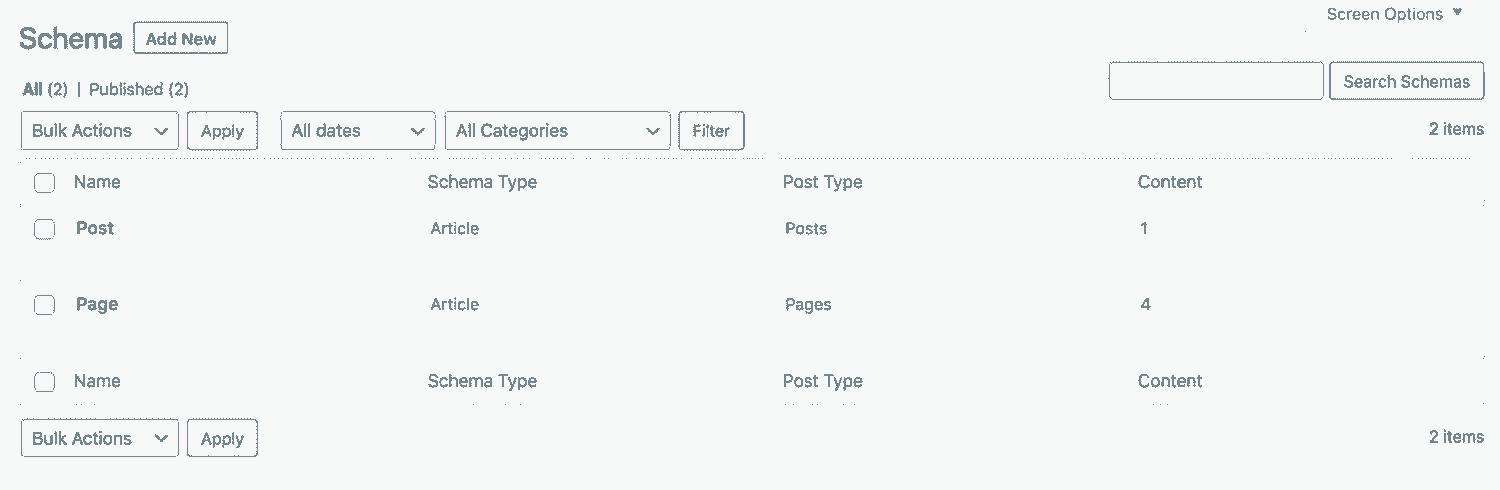 Screen Options
Schema Add New
All (2) | Published (2)
Search Schemas
Bulk Actions Apply All dates All Categories Filter 2 items
Name Schema Type Post Type Content
Post Article Posts 1
Page Article Pages 4
Name Schema Type Post Type Content
Bulk Actions Apply 2 items